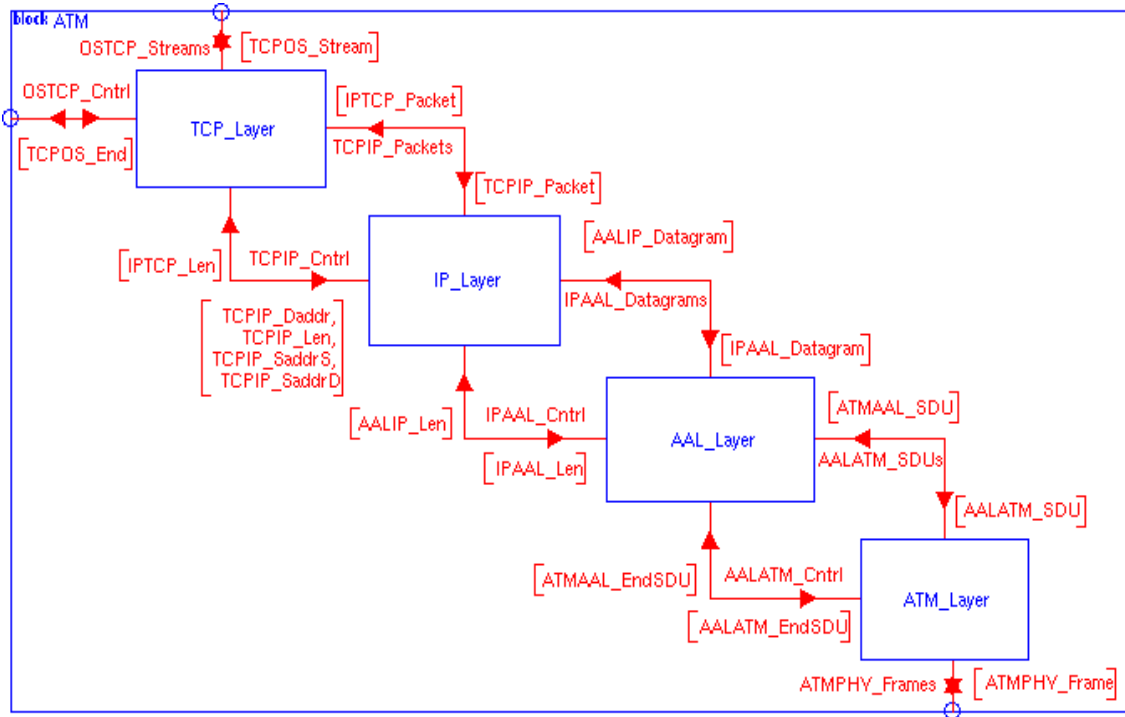 block ATM
OSTCP_Streams
[TCPOS_Stream]
OSTCP_Cntrl
[IPTCP_Packet]
TCP_Layer
TCPIP_Packets
[TCPOS_End]
[TCPIP_Packet]
[AALIP_Datagram]
[IPTCP_Len]
TCPIP_Cntrl
IP_Layer
IPAAL_Datagrams
[TCPIP_Daddr,
TCPIP_Len,
TCPIP_SaddrS,
TCPIP_SaddrD]
[IPAAL_Datagram]
[AALIP_Len]
IPAAL_Cntrl
[ATMAAL_SDU]
AAL_Layer
AALATM_SDUs
[IPAAL_Len]
[AALATM_SDU]
[ATMAAL_EndSDU]
AALATM_Cntrl
ATM_Layer
[AALATM_EndSDU]
ATMPHY_Frames
[ATMPHY_Frame]